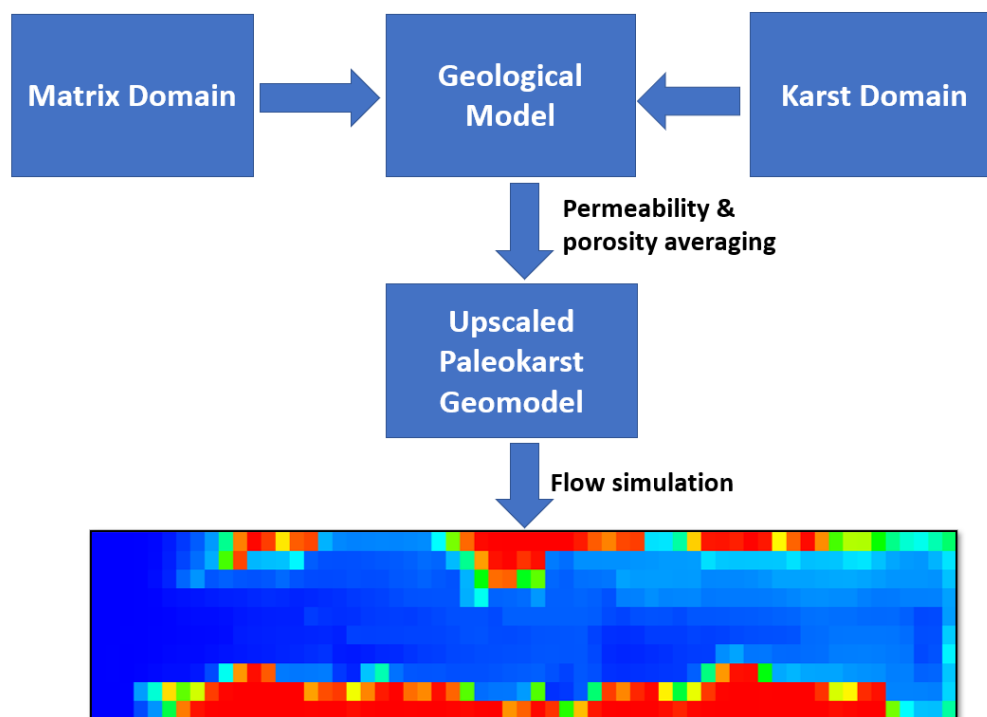 Matrix Domain
Geological
Model
Karst Domain
Permeability &
porosity averaging
Upscaled
Paleokarst
Geomodel
Flow simulation